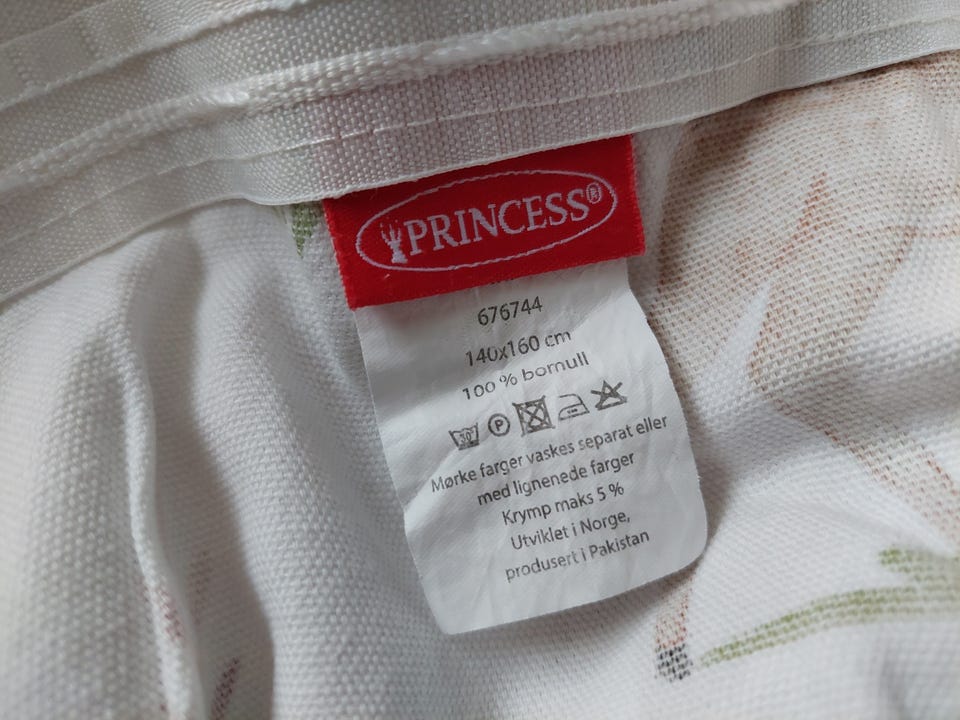 PRINCESS®
676744
140x160 cm
100 % bomull
30
P
Mørke farger vaskes separat eller
med lignenede farger
Krymp maks 5 %
Utviklet i Norge,
produsert i Pakistan